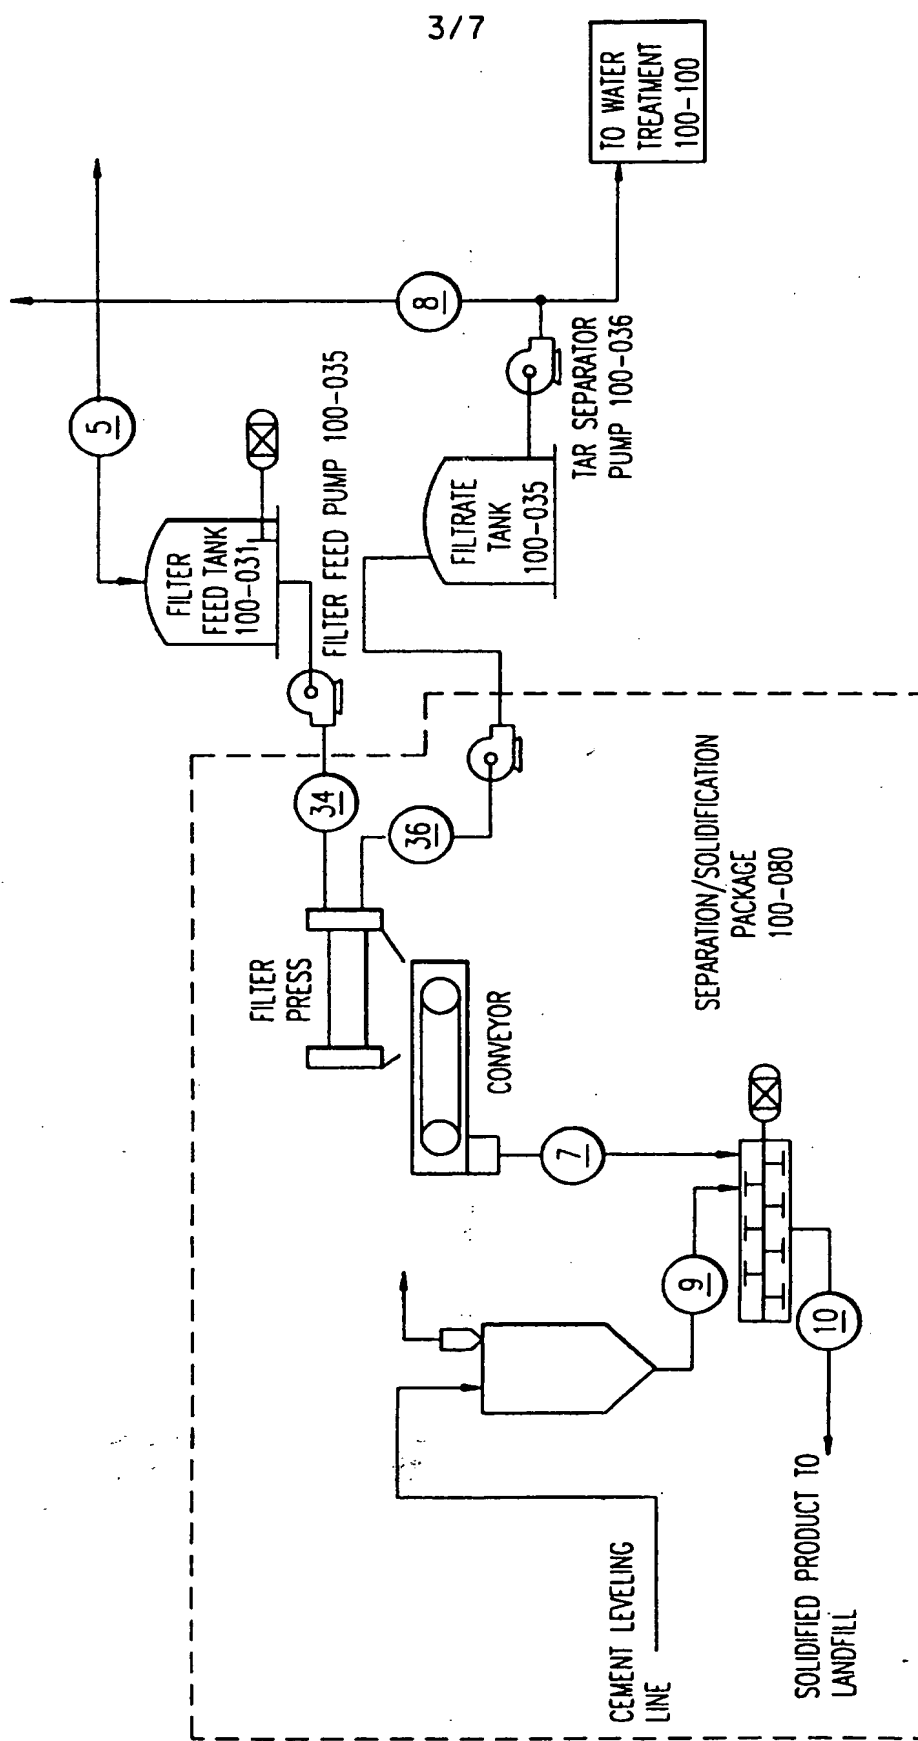 3/7
TO WATER
TREATMENT
100-100
5
8
FILTER
FEED TANK
100-031
FILTER FEED PUMP 100-035
TAR SEPARATOR
PUMP 100-036
FILTRATE
TANK
100-035
34
36
FILTER
PRESS
CONVEYOR
SEPARATION/SOLIDIFICATION
PACKAGE
100-080
7
9
10
CEMENT LEVELING
LINE
SOLIDIFIED PRODUCT TO
LANDFILL